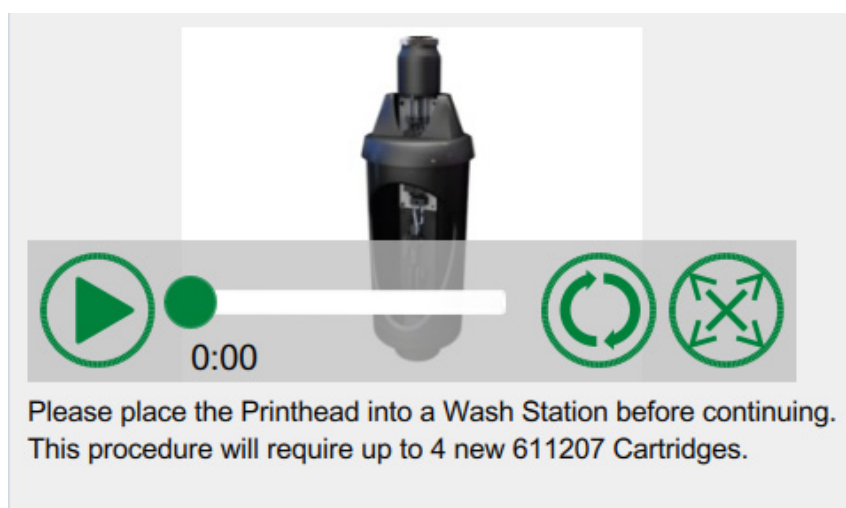 0:00
Please place the Printhead into a Wash Station before continuing.
This procedure will require up to 4 new 611207 Cartridges.